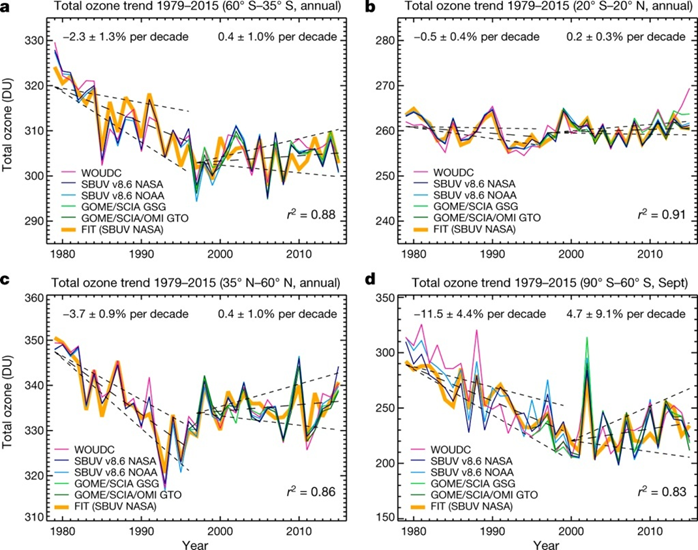 a
Total ozone trend 1979–2015 (60° S–35° S, annual)
−2.3 ± 1.3% per decade
0.4 ± 1.0% per decade
330
320
310
300
290
Total ozone (DU)
WOUDC
SBUV v8.6 NASA
SBUV v8.6 NOAA
GOME/SCIA GSG
GOME/SCIA/OMI GTO
FIT (SBUV NASA)
r² = 0.88
1980
1990
2000
2010
b
Total ozone trend 1979–2015 (20° S–20° N, annual)
−0.5 ± 0.4% per decade
0.2 ± 0.3% per decade
280
270
260
250
240
WOUDC
SBUV v8.6 NASA
SBUV v8.6 NOAA
GOME/SCIA GSG
GOME/SCIA/OMI GTO
FIT (SBUV NASA)
r² = 0.91
1980
1990
2000
2010
c
Total ozone trend 1979–2015 (35° N–60° N, annual)
−3.7 ± 0.9% per decade
0.4 ± 1.0% per decade
360
350
340
330
320
310
Total ozone (DU)
WOUDC
SBUV v8.6 NASA
SBUV v8.6 NOAA
GOME/SCIA GSG
GOME/SCIA/OMI GTO
FIT (SBUV NASA)
r² = 0.86
1980
1990
2000
2010
Year
d
Total ozone trend 1979–2015 (90° S–60° S, Sept)
−11.5 ± 4.4% per decade
4.7 ± 9.1% per decade
350
300
250
200
150
WOUDC
SBUV v8.6 NASA
SBUV v8.6 NOAA
GOME/SCIA GSG
GOME/SCIA/OMI GTO
FIT (SBUV NASA)
r² = 0.83
1980
1990
2000
2010
Year